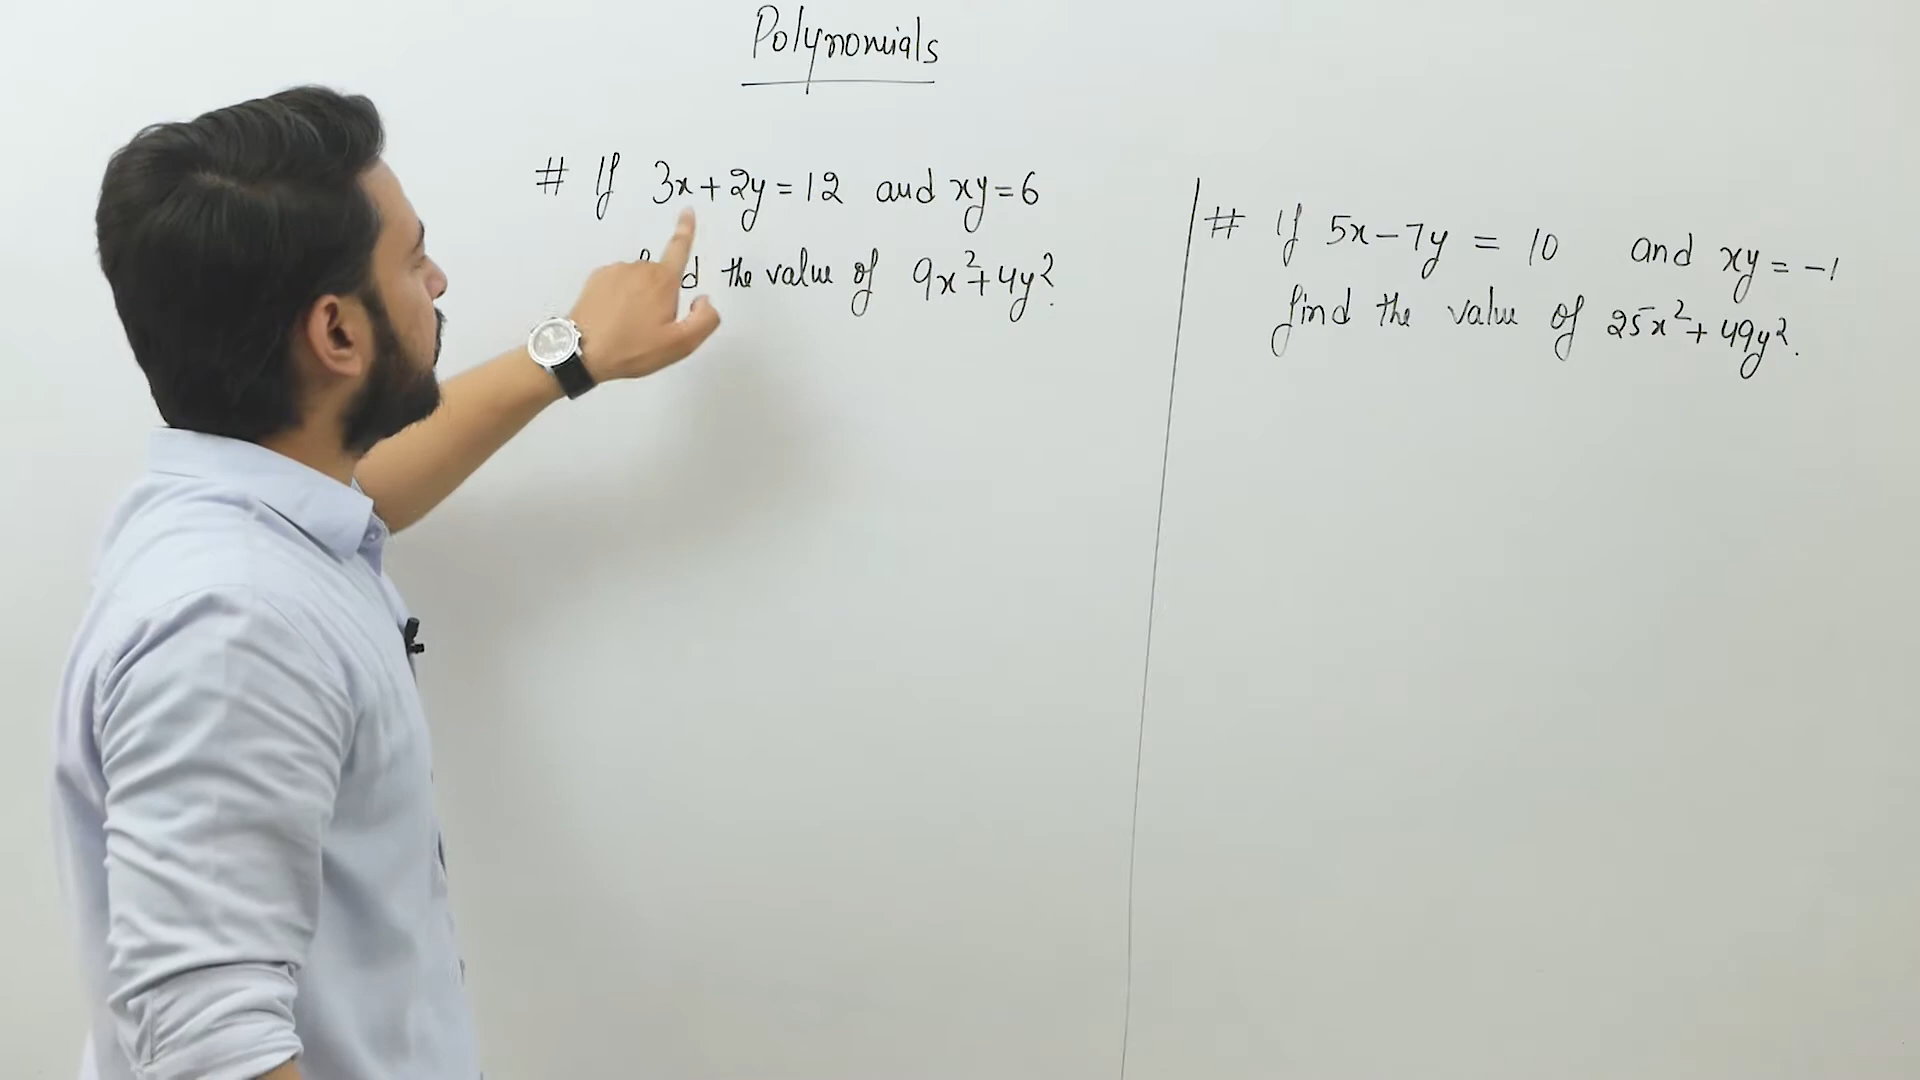 Polynomials
# If 3x+2y=12 and xy=6
the value of 9x²+4y².
# If 5x-7y = 10 and xy = -1
find the value of 25x²+49y².